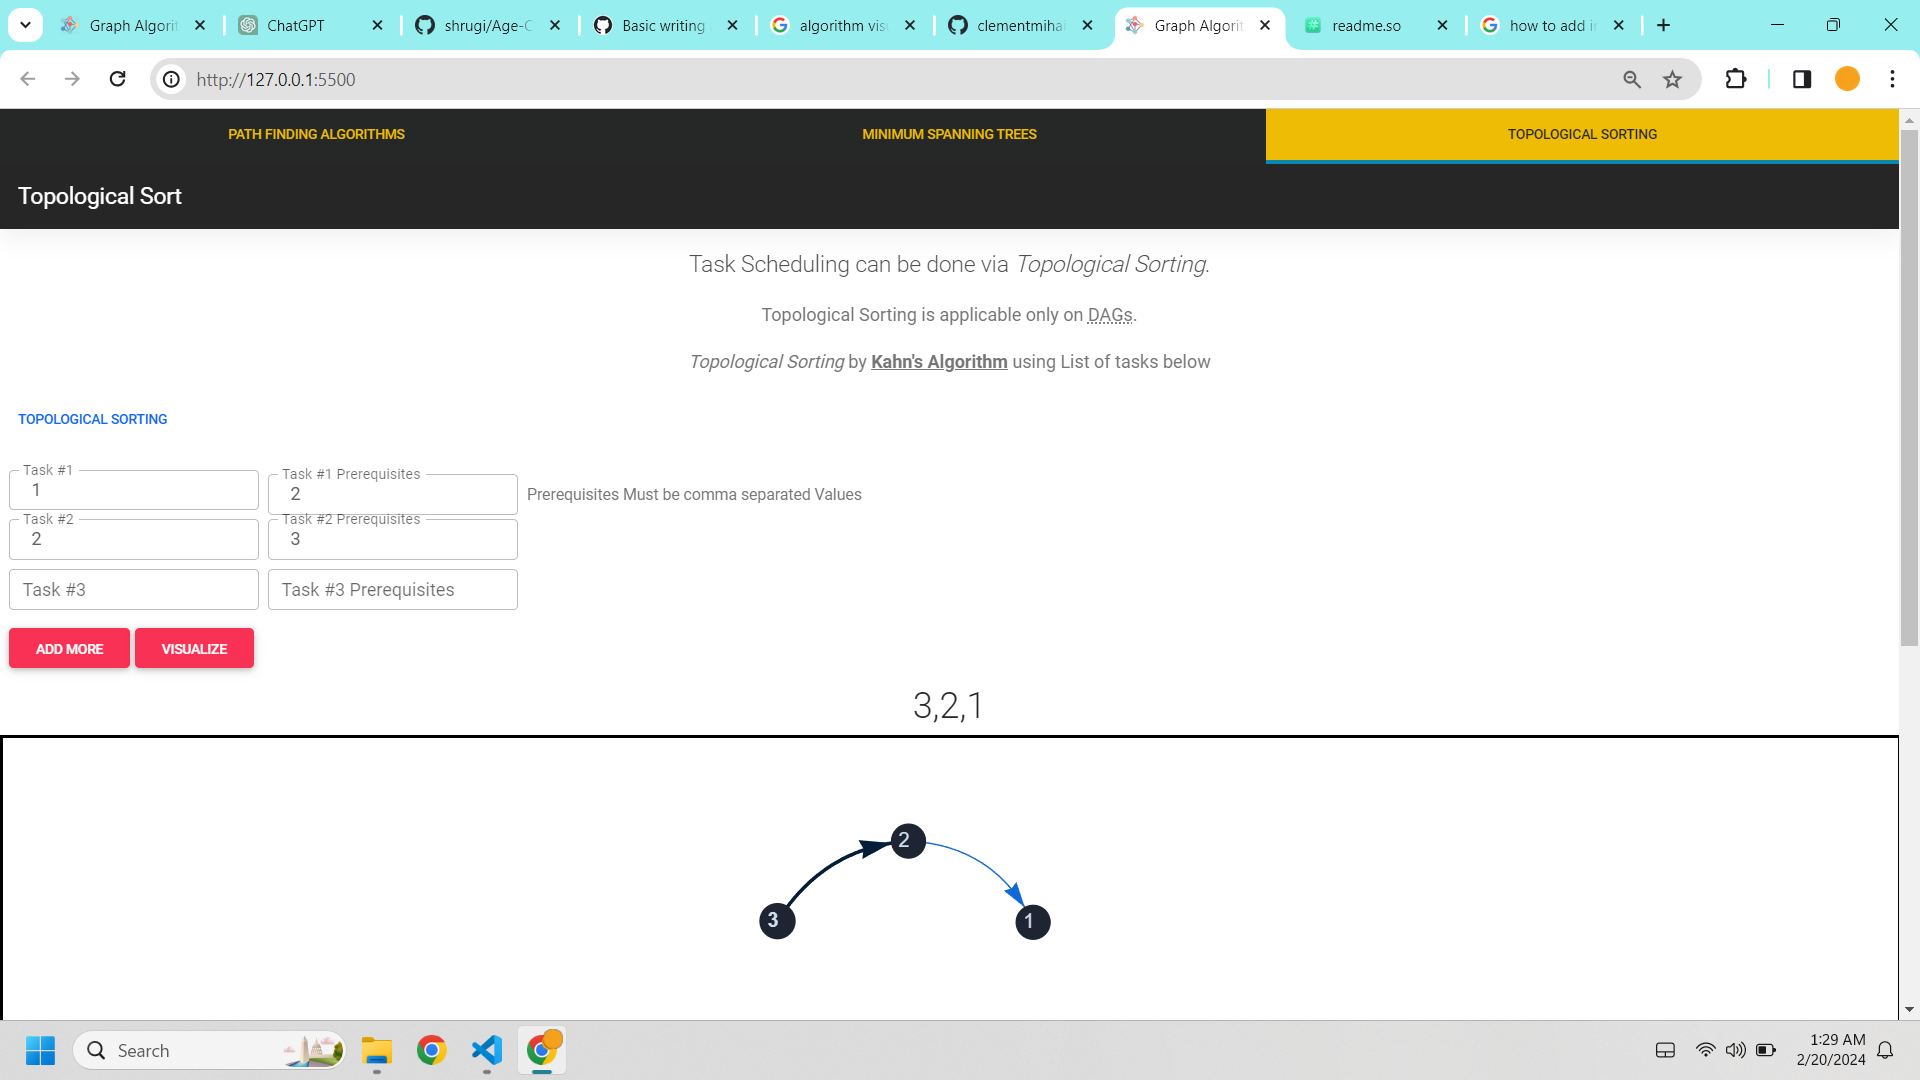 Graph Algorit
ChatGPT
shrugi/Age-C
Basic writing
algorithm vis
clementmihai
Graph Algorit
readme.so
how to add in
http://127.0.0.1:5500
PATH FINDING ALGORITHMS
MINIMUM SPANNING TREES
TOPOLOGICAL SORTING
Topological Sort
Task Scheduling can be done via Topological Sorting.
Topological Sorting is applicable only on DAGs.
Topological Sorting by Kahn's Algorithm using List of tasks below
TOPOLOGICAL SORTING
Task #1
1
Task #1 Prerequisites
2
Prerequisites Must be comma separated Values
Task #2
2
Task #2 Prerequisites
3
Task #3
Task #3 Prerequisites
ADD MORE
VISUALIZE
3,2,1
2
3
1
Search
1:29 AM
2/20/2024